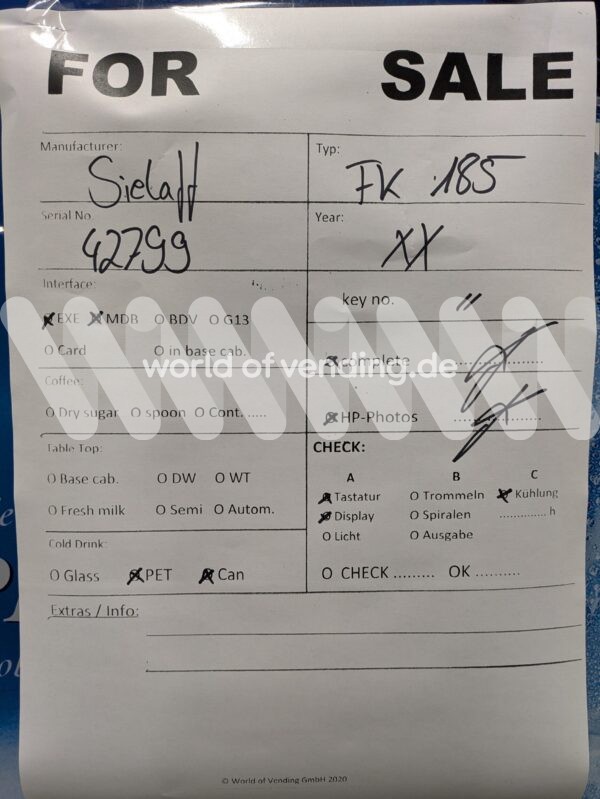 FOR SALE
Manufacturer: Sielaff
Typ: FK 185
Serial No. 42799
Year: XX
Interface:
EXE MDB O BDV O G13
O Card O in base cab.
key no. "
complete
world of vending.de
Coffee:
O Dry sugar O spoon O Cont. .....
HP-Photos
Table Top:
O Base cab. O DW O WT
O Fresh milk O Semi O Autom.
CHECK:
A B C
Tastatur O Trommeln Kühlung
Display O Spiralen .............. h
O Licht O Ausgabe
Cold Drink:
O Glass PET Can
O CHECK ......... OK ..........
Extras / Info:
© World of Vending GmbH 2020